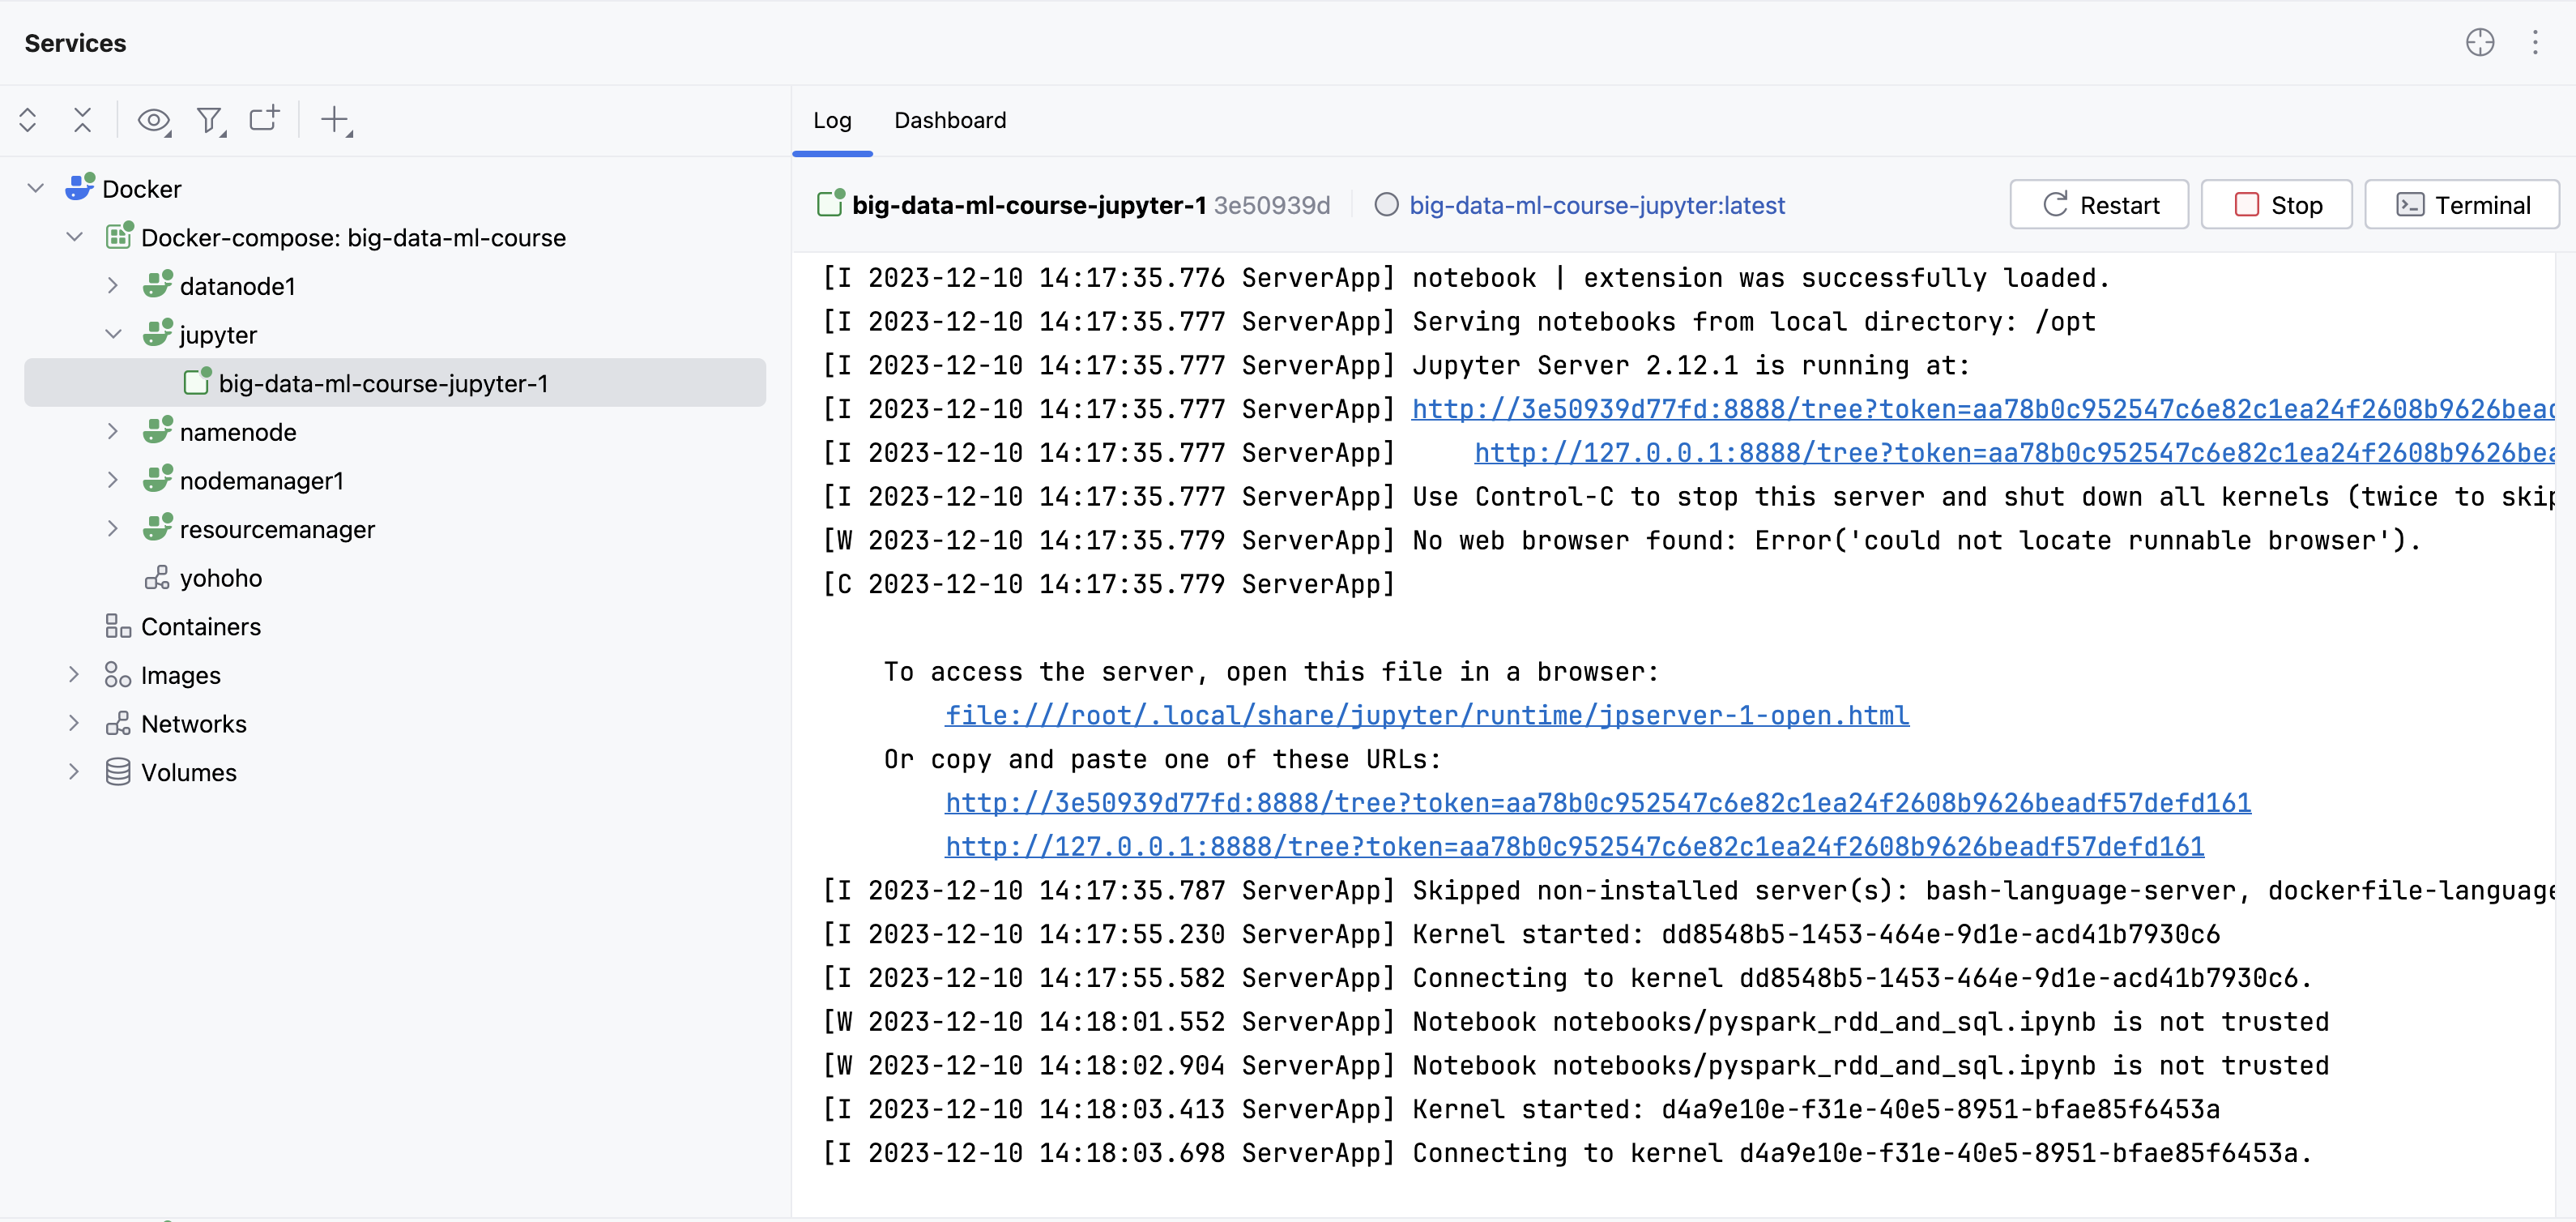 Services
Log Dashboard
Docker
Docker-compose: big-data-ml-course
datanode1
jupyter
big-data-ml-course-jupyter-1
namenode
nodemanager1
resourcemanager
yohoho
Containers
Images
Networks
Volumes
big-data-ml-course-jupyter-1 3e50939d big-data-ml-course-jupyter:latest Restart Stop Terminal
[I 2023-12-10 14:17:35.776 ServerApp] notebook | extension was successfully loaded.
[I 2023-12-10 14:17:35.777 ServerApp] Serving notebooks from local directory: /opt
[I 2023-12-10 14:17:35.777 ServerApp] Jupyter Server 2.12.1 is running at:
[I 2023-12-10 14:17:35.777 ServerApp] http://3e50939d77fd:8888/tree?token=aa78b0c952547c6e82c1ea24f2608b9626bead
[I 2023-12-10 14:17:35.777 ServerApp]     http://127.0.0.1:8888/tree?token=aa78b0c952547c6e82c1ea24f2608b9626bea
[I 2023-12-10 14:17:35.777 ServerApp] Use Control-C to stop this server and shut down all kernels (twice to skip
[W 2023-12-10 14:17:35.779 ServerApp] No web browser found: Error('could not locate runnable browser').
[C 2023-12-10 14:17:35.779 ServerApp]
To access the server, open this file in a browser:
file:///root/.local/share/jupyter/runtime/jpserver-1-open.html
Or copy and paste one of these URLs:
http://3e50939d77fd:8888/tree?token=aa78b0c952547c6e82c1ea24f2608b9626beadf57defd161
http://127.0.0.1:8888/tree?token=aa78b0c952547c6e82c1ea24f2608b9626beadf57defd161
[I 2023-12-10 14:17:35.787 ServerApp] Skipped non-installed server(s): bash-language-server, dockerfile-language
[I 2023-12-10 14:17:55.230 ServerApp] Kernel started: dd8548b5-1453-464e-9d1e-acd41b7930c6
[I 2023-12-10 14:17:55.582 ServerApp] Connecting to kernel dd8548b5-1453-464e-9d1e-acd41b7930c6.
[W 2023-12-10 14:18:01.552 ServerApp] Notebook notebooks/pyspark_rdd_and_sql.ipynb is not trusted
[W 2023-12-10 14:18:02.904 ServerApp] Notebook notebooks/pyspark_rdd_and_sql.ipynb is not trusted
[I 2023-12-10 14:18:03.413 ServerApp] Kernel started: d4a9e10e-f31e-40e5-8951-bfae85f6453a
[I 2023-12-10 14:18:03.698 ServerApp] Connecting to kernel d4a9e10e-f31e-40e5-8951-bfae85f6453a.